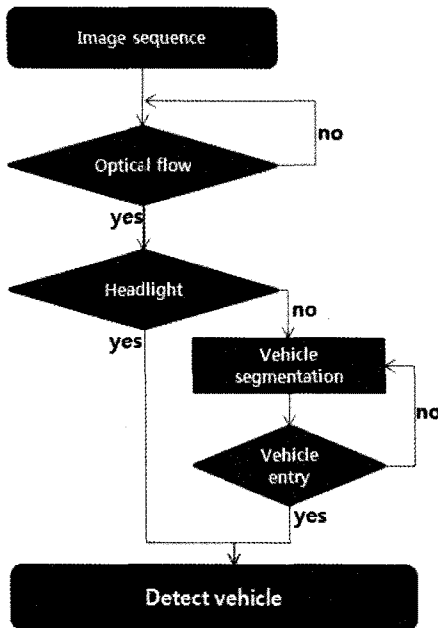 Image sequence
no
Optical flow
yes
Headlight
no
yes
Vehicle
segmentation
no
Vehicle
entry
yes
Detect vehicle